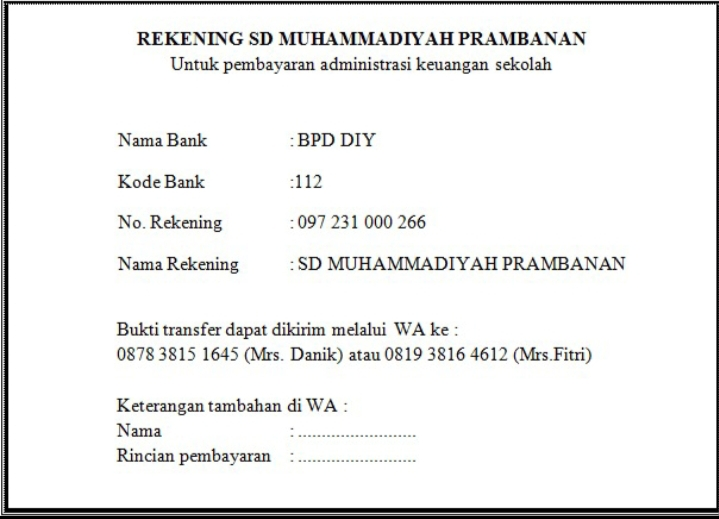 REKENING SD MUHAMMADIYAH PRAMBANAN
Untuk pembayaran administrasi keuangan sekolah
Nama Bank : BPD DIY
Kode Bank :112
No. Rekening : 097 231 000 266
Nama Rekening : SD MUHAMMADIYAH PRAMBANAN
Bukti transfer dapat dikirim melalui WA ke :
0878 3815 1645 (Mrs. Danik) atau 0819 3816 4612 (Mrs.Fitri)
Keterangan tambahan di WA :
Nama : .........................
Rincian pembayaran : .........................